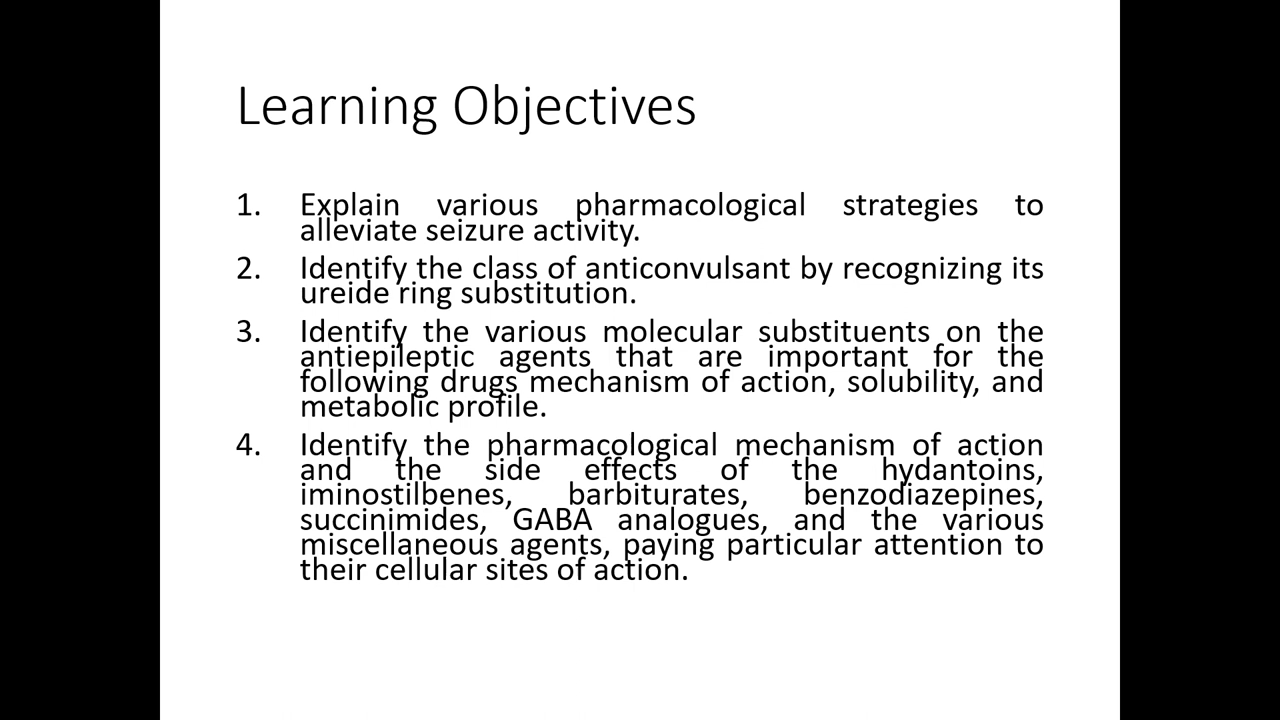 Learning Objectives
1. Explain various pharmacological strategies to
alleviate seizure activity.
2. Identify the class of anticonvulsant by recognizing its
ureide ring substitution.
3. Identify the various molecular substituents on the
antiepileptic agents that are important for the
following drugs mechanism of action, solubility, and
metabolic profile.
4. Identify the pharmacological mechanism of action
and the side effects of the hydantoins,
iminostilbenes, barbiturates, benzodiazepines,
succinimides, GABA analogues, and the various
miscellaneous agents, paying particular attention to
their cellular sites of action.